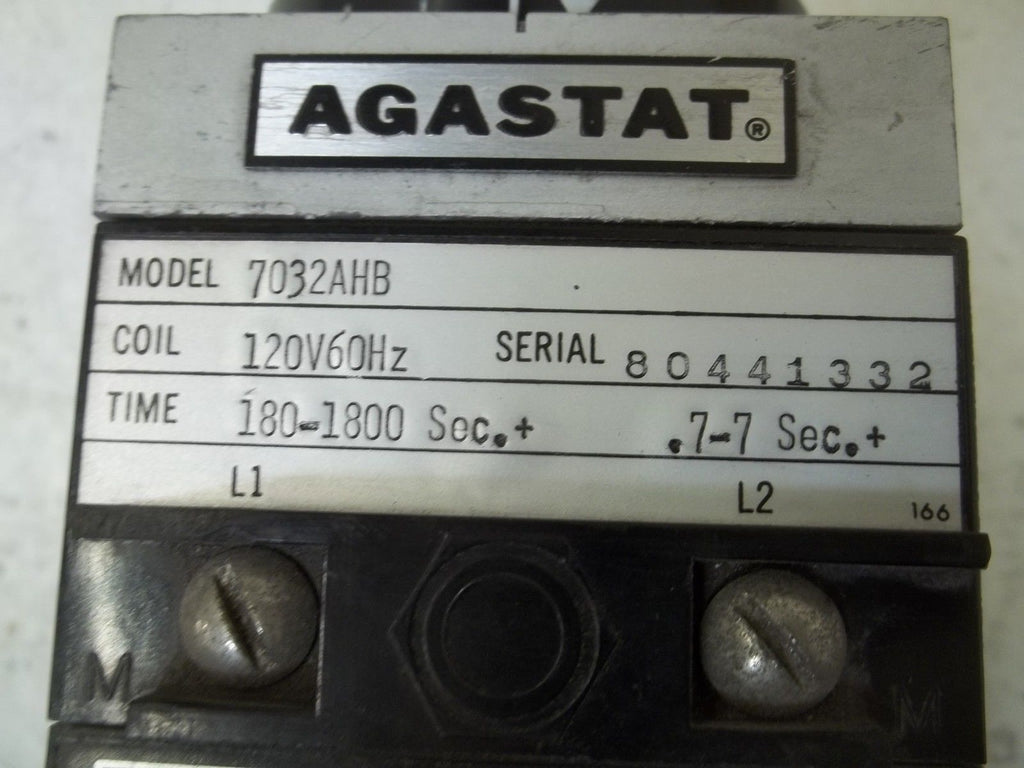 AGASTAT®
MODEL 7032AHB
COIL 120V60Hz SERIAL 80441332
TIME 180-1800 Sec.+ .7-7 Sec.+
L1 L2 166
M M